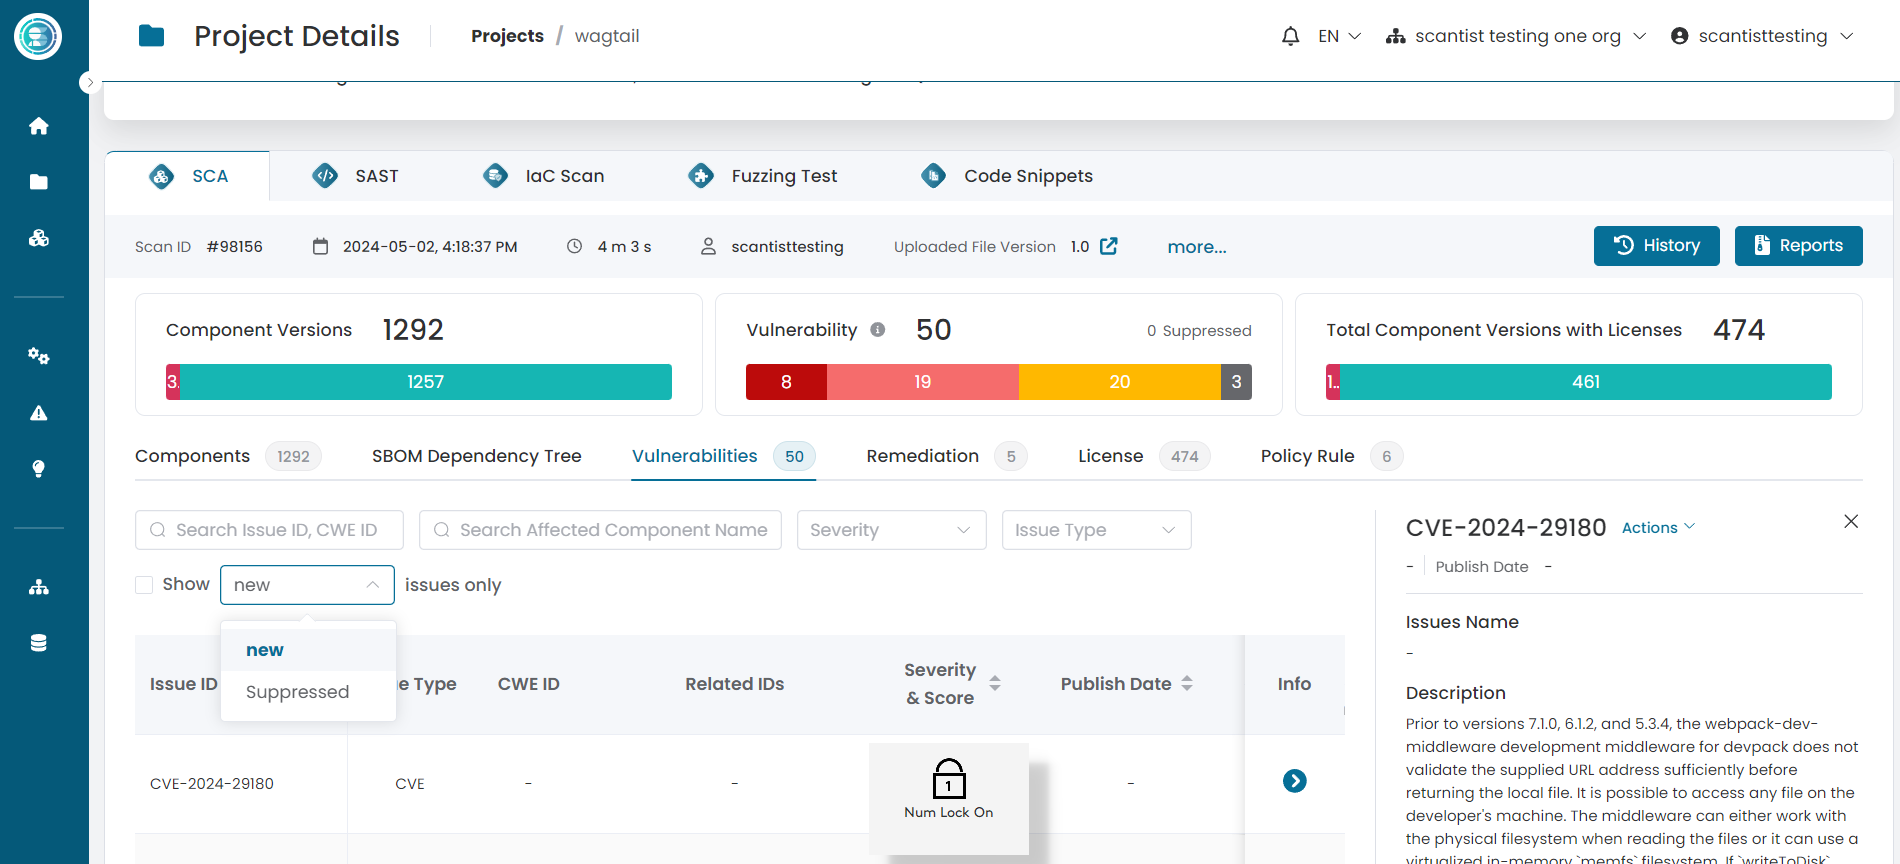 Project Details
Projects / wagtail
EN
scantist testing one org
scantisttesting
SCA
SAST
IaC Scan
Fuzzing Test
Code Snippets
Scan ID #98156
2024-05-02, 4:18:37 PM
4 m 3 s
scantisttesting
Uploaded File Version 1.0
more...
History
Reports
Component Versions 1292
3.
1257
Vulnerability 50
0 Suppressed
8
19
20
3
Total Component Versions with Licenses 474
1..
461
Components 1292
SBOM Dependency Tree
Vulnerabilities 50
Remediation 5
License 474
Policy Rule 6
Search Issue ID, CWE ID
Search Affected Component Name
Severity
Issue Type
Show new issues only
new
Suppressed
Issue ID
e Type
CWE ID
Related IDs
Severity
& Score
Publish Date
Info
CVE-2024-29180
CVE
-
-
-
1
Num Lock On
CVE-2024-29180
Actions
- Publish Date -
Issues Name
-
Description
Prior to versions 7.1.0, 6.1.2, and 5.3.4, the webpack-dev-
middleware development middleware for devpack does not
validate the supplied URL address sufficiently before
returning the local file. It is possible to access any file on the
developer's machine. The middleware can either work with
the physical filesystem when reading the files or it can use a
virtualized in-memory `memfs` filesystem. If `writeToDisk`